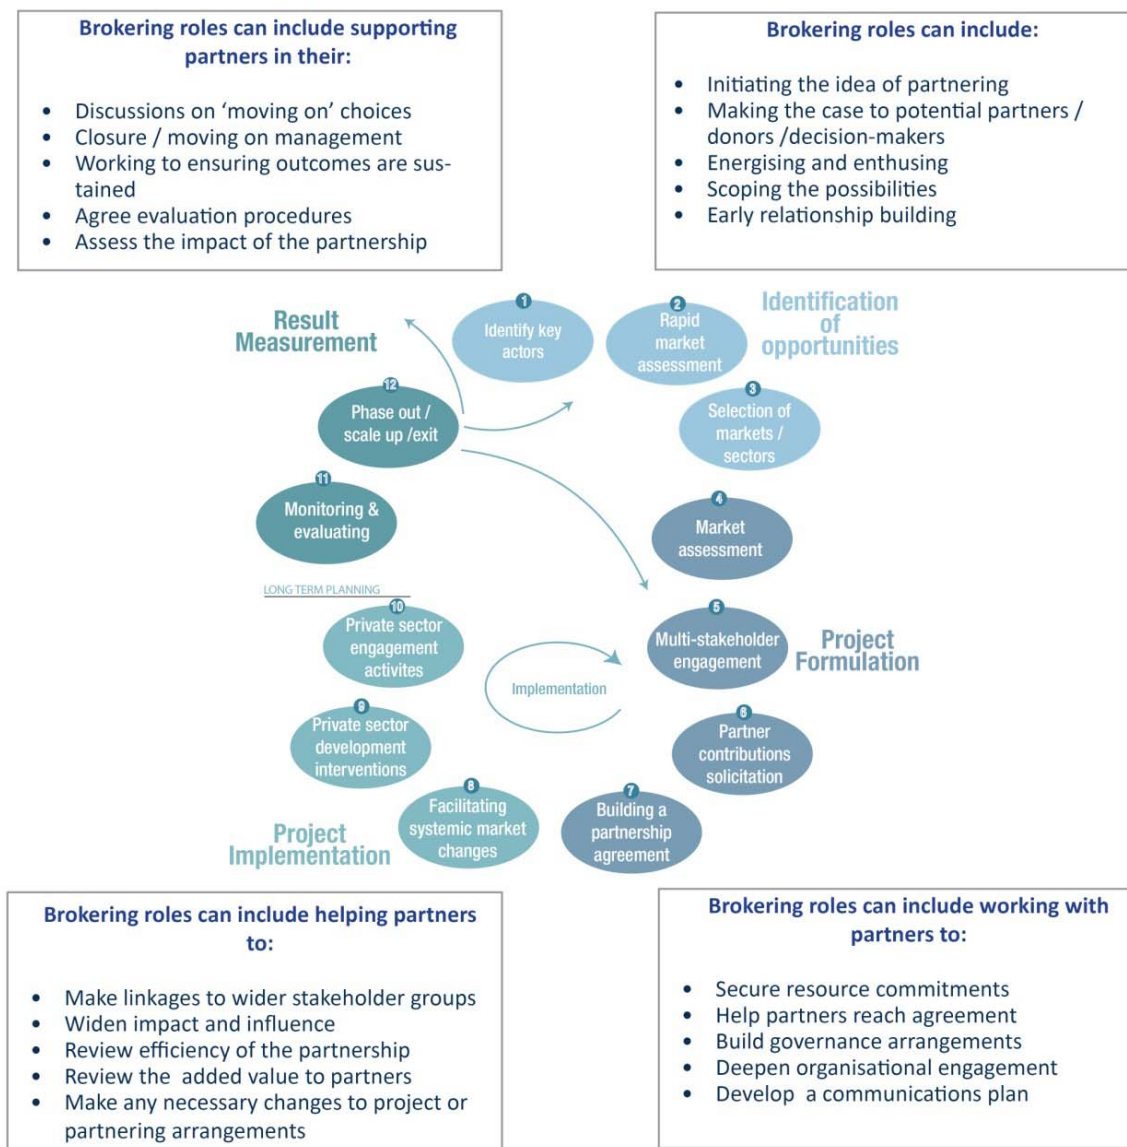 Brokering roles can include supporting
partners in their:
• Discussions on ‘moving on’ choices
• Closure / moving on management
• Working to ensuring outcomes are sus-
tained
• Agree evaluation procedures
• Assess the impact of the partnership
Brokering roles can include:
• Initiating the idea of partnering
• Making the case to potential partners /
donors /decision-makers
• Energising and enthusing
• Scoping the possibilities
• Early relationship building
Result
Measurement
1
Identify key
actors
2
Rapid
market
assessment
Identification
of
opportunities
3
Selection of
markets /
sectors
12
Phase out /
scale up /exit
11
Monitoring &
evaluating
4
Market
assessment
LONG TERM PLANNING
10
Private sector
engagement
activites
5
Multi-stakeholder
engagement
Project
Formulation
Implementation
9
Private sector
development
interventions
6
Partner
contributions
solicitation
8
Facilitating
systemic market
changes
7
Building a
partnership
agreement
Project
Implementation
Brokering roles can include helping partners
to:
• Make linkages to wider stakeholder groups
• Widen impact and influence
• Review efficiency of the partnership
• Review the added value to partners
• Make any necessary changes to project or
partnering arrangements
Brokering roles can include working with
partners to:
• Secure resource commitments
• Help partners reach agreement
• Build governance arrangements
• Deepen organisational engagement
• Develop a communications plan